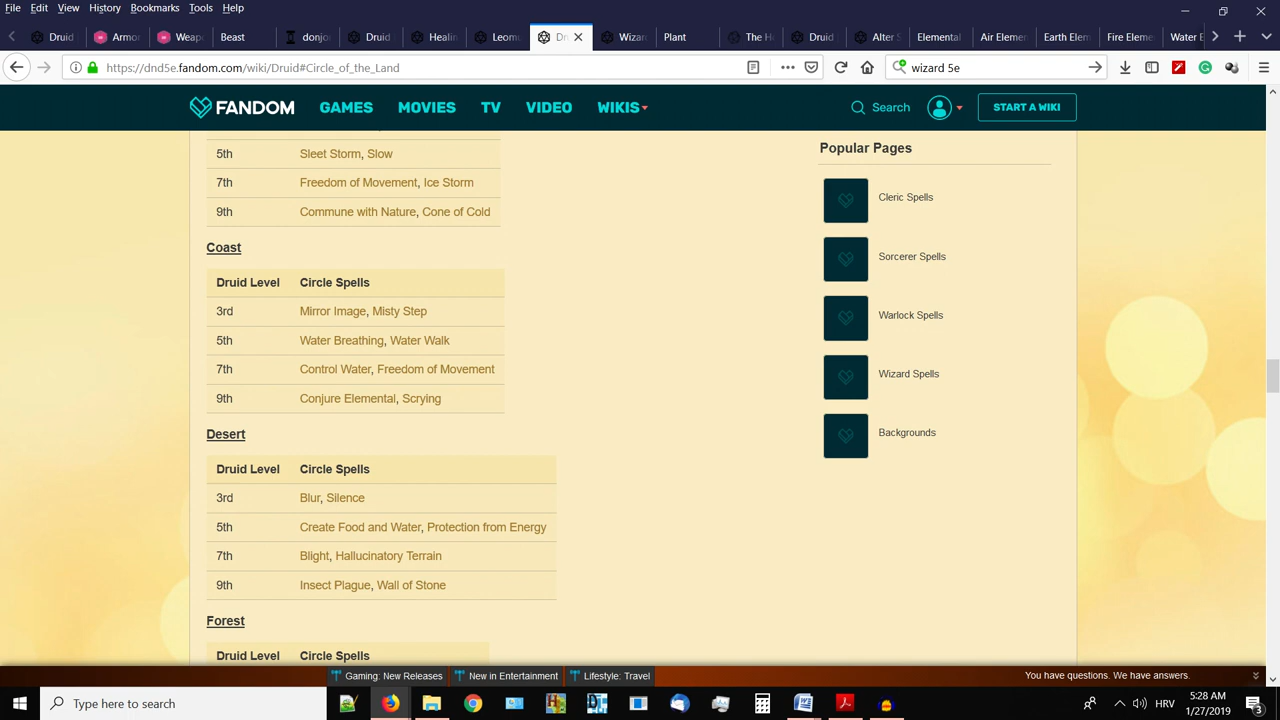 File Edit View History Bookmarks Tools Help
Druid Armor Weap Beast donjo Druid Healin Leomu Dr Wizar Plant The H Druid Alter S Elemental Air Elem Earth Elem Fire Eleme Water E
https://dnd5e.fandom.com/wiki/Druid#Circle_of_the_Land
wizard 5e
FANDOM GAMES MOVIES TV VIDEO WIKIS Search START A WIKI
5th Sleet Storm, Slow
7th Freedom of Movement, Ice Storm
9th Commune with Nature, Cone of Cold
Coast
Druid Level Circle Spells
3rd Mirror Image, Misty Step
5th Water Breathing, Water Walk
7th Control Water, Freedom of Movement
9th Conjure Elemental, Scrying
Desert
Druid Level Circle Spells
3rd Blur, Silence
5th Create Food and Water, Protection from Energy
7th Blight, Hallucinatory Terrain
9th Insect Plague, Wall of Stone
Forest
Druid Level Circle Spells
Popular Pages
Cleric Spells
Sorcerer Spells
Warlock Spells
Wizard Spells
Backgrounds
Gaming: New Releases New in Entertainment Lifestyle: Travel You have questions. We have answers.
Type here to search
HRV
5:28 AM
1/27/2019
3